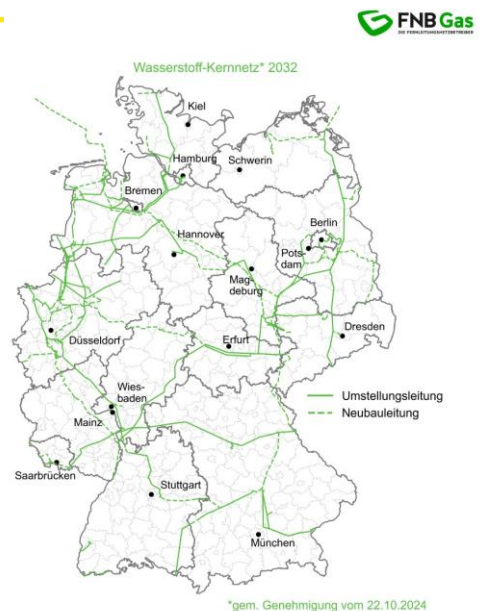 FNB Gas
DIE FERNLEITUNGSNETZBETREIBER
Wasserstoff-Kernnetz* 2032
Kiel
Hamburg
Schwerin
Bremen
Hannover
Berlin
Pots-
dam
Mag-
deburg
Düsseldorf
Erfurt
Dresden
Wies-
baden
Mainz
Umstellungsleitung
Neubauleitung
Saarbrücken
Stuttgart
München
*gem. Genehmigung vom 22.10.2024